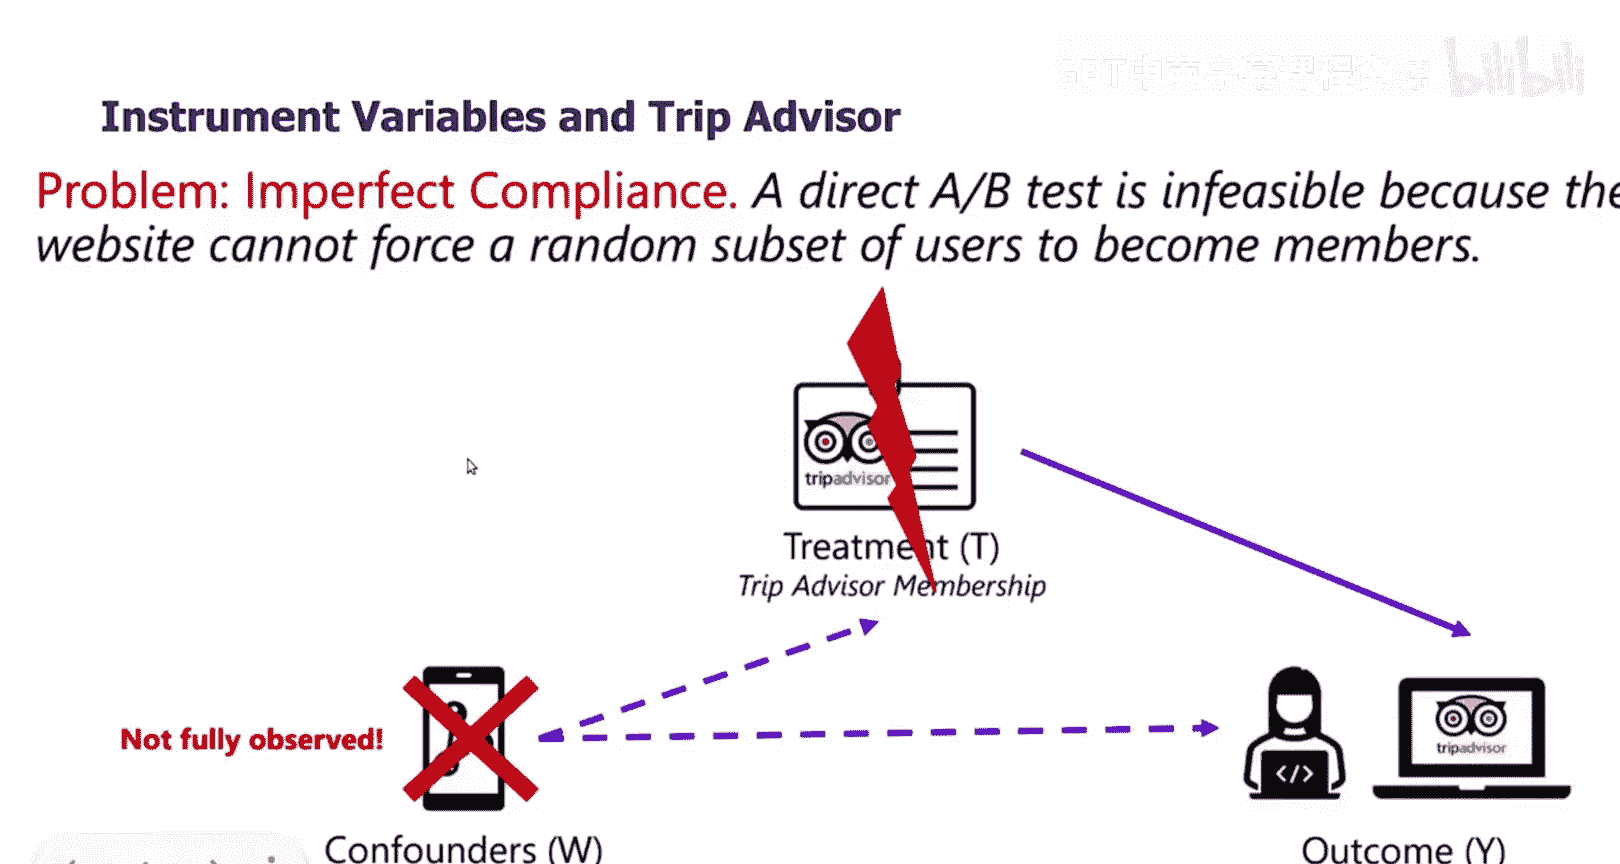 bilibili
Instrument Variables and Trip Advisor
Problem: Imperfect Compliance. A direct A/B test is infeasible because the
website cannot force a random subset of users to become members.
tripadvisor
Treatment (T)
Trip Advisor Membership
Not fully observed!
</>
tripadvisor
Confounders (W)
Outcome (Y)